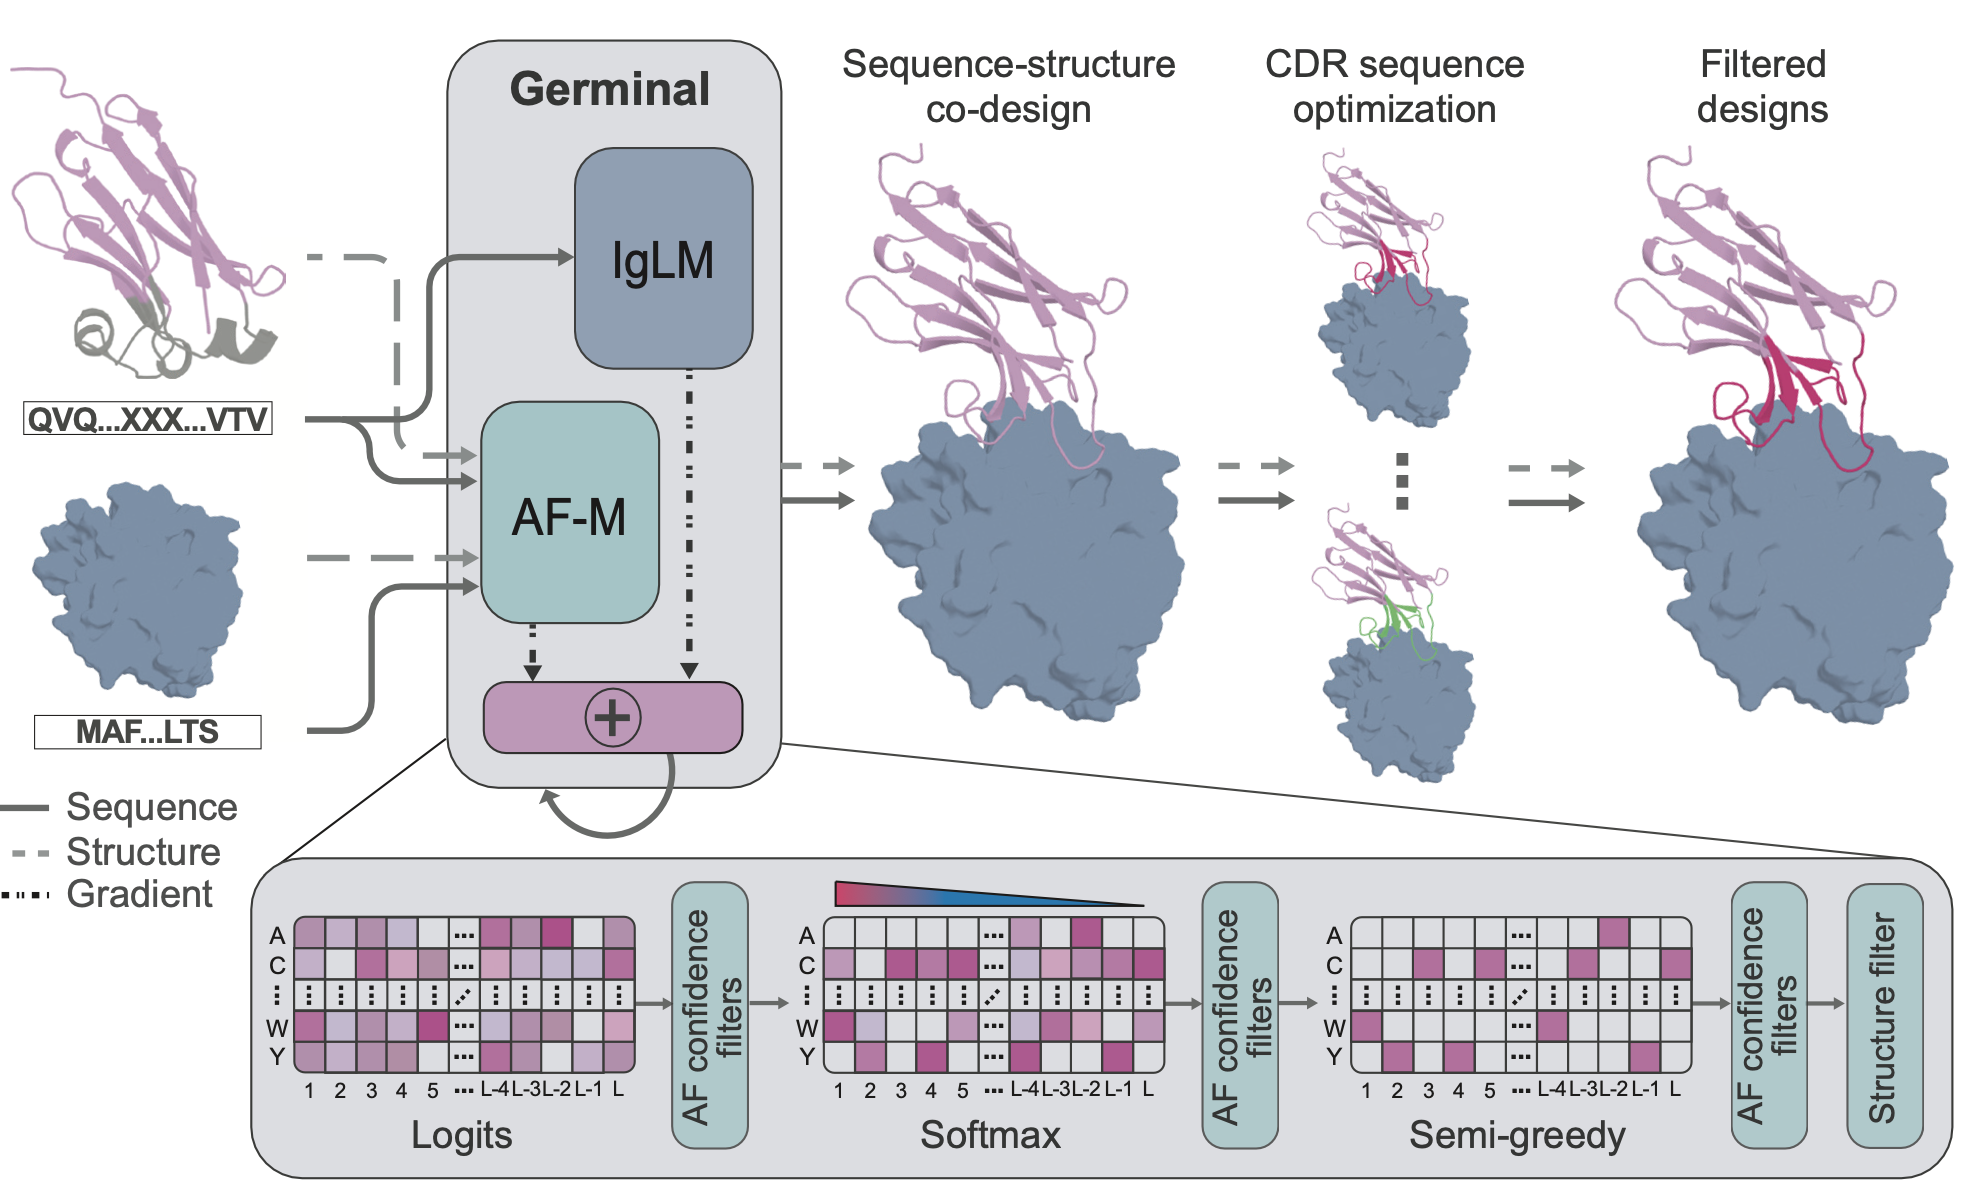 Germinal
Sequence-structure
co-design
CDR sequence
optimization
Filtered
designs
IgLM
QVQ...XXX...VTV
AF-M
MAF...LTS
+
Sequence
Structure
Gradient
A
C
⋮ ⋮ ⋮ ⋮ ⋮ ⋮ ⋰ ⋮ ⋮ ⋮ ⋮ ⋮
W
Y
1 2 3 4 5 ... L-4 L-3 L-2 L-1 L
Logits
AF confidence
filters
A
C
⋮ ⋮ ⋮ ⋮ ⋮ ⋮ ⋰ ⋮ ⋮ ⋮ ⋮ ⋮
W
Y
1 2 3 4 5 ... L-4 L-3 L-2 L-1 L
Softmax
AF confidence
filters
A
C
⋮ ⋮ ⋮ ⋮ ⋮ ⋮ ⋰ ⋮ ⋮ ⋮ ⋮ ⋮
W
Y
1 2 3 4 5 ... L-4 L-3 L-2 L-1 L
Semi-greedy
AF confidence
filters
Structure filter